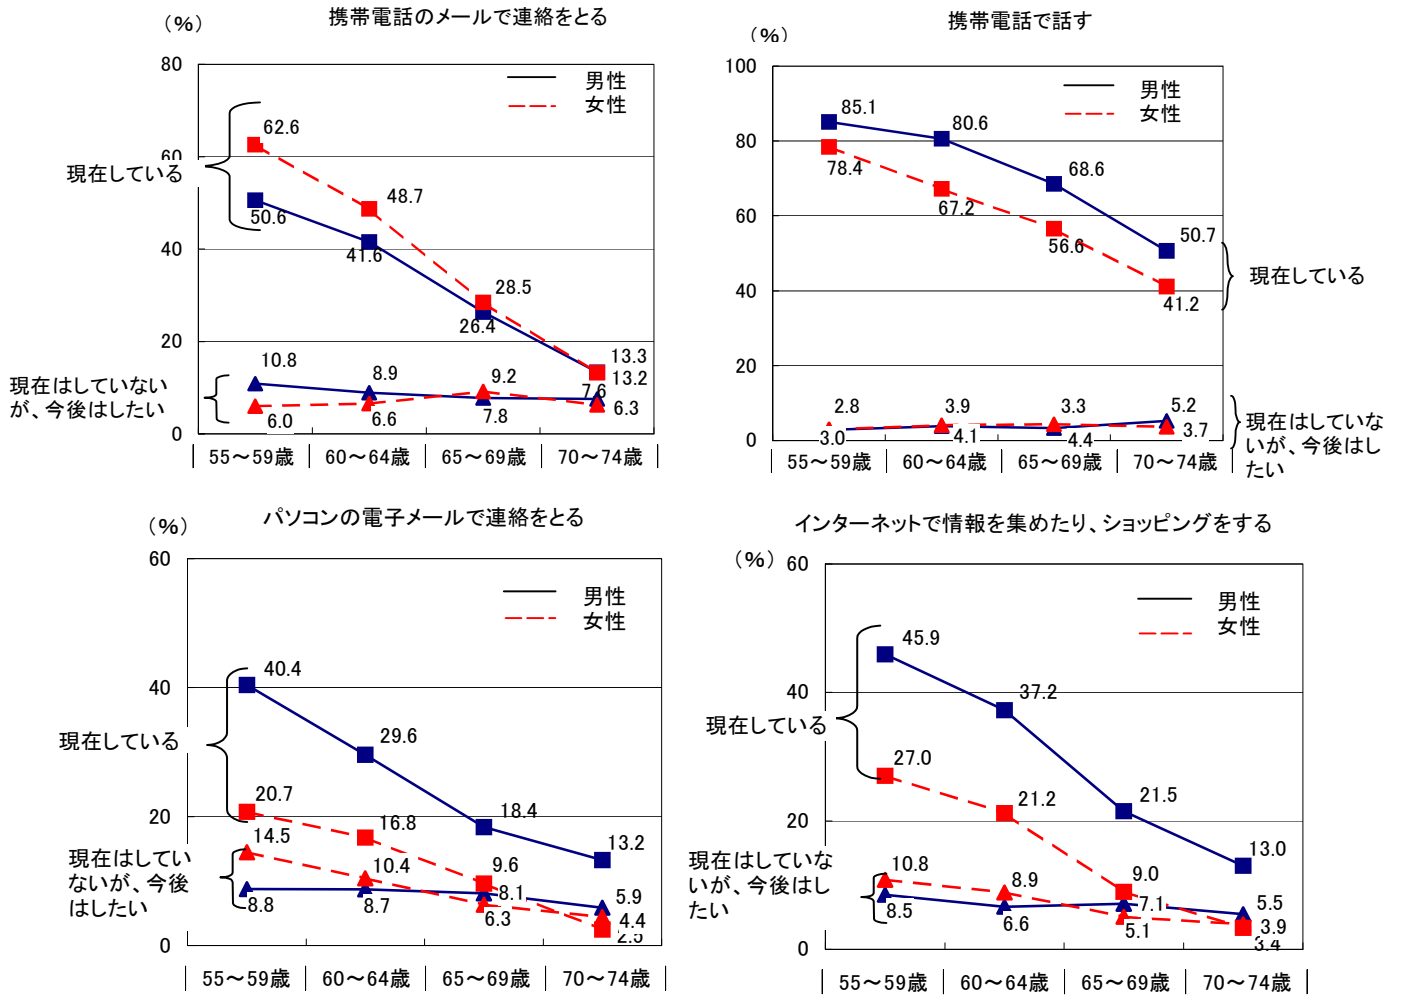 携帯電話のメールで連絡をとる
（％）
80
60
40
20
0
男性
女性
現在している
62.6
48.7
28.5
13.3
50.6
41.6
26.4
13.2
現在はしていない
が、今後はしたい
10.8
8.9
9.2
7.6
6.0
6.6
7.8
6.3
55～59歳
60～64歳
65～69歳
70～74歳
携帯電話で話す
（％）
100
80
60
40
20
0
男性
女性
85.1
80.6
68.6
50.7
78.4
67.2
56.6
41.2
現在している
2.8
3.9
3.3
5.2
3.0
4.1
4.4
3.7
現在はしていな
いが、今後はし
たい
55～59歳
60～64歳
65～69歳
70～74歳
パソコンの電子メールで連絡をとる
（％）
60
40
20
0
男性
女性
現在している
40.4
29.6
18.4
13.2
20.7
16.8
9.6
2.5
現在はしてい
ないが、今後
はしたい
14.5
10.4
8.1
5.9
8.8
8.7
6.3
4.4
55～59歳
60～64歳
65～69歳
70～74歳
インターネットで情報を集めたり、ショッピングをする
（％）
60
40
20
0
男性
女性
現在している
45.9
37.2
21.5
13.0
27.0
21.2
9.0
3.4
現在はしていな
いが、今後はし
たい
10.8
8.9
7.1
5.5
8.5
6.6
5.1
3.9
55～59歳
60～64歳
65～69歳
70～74歳